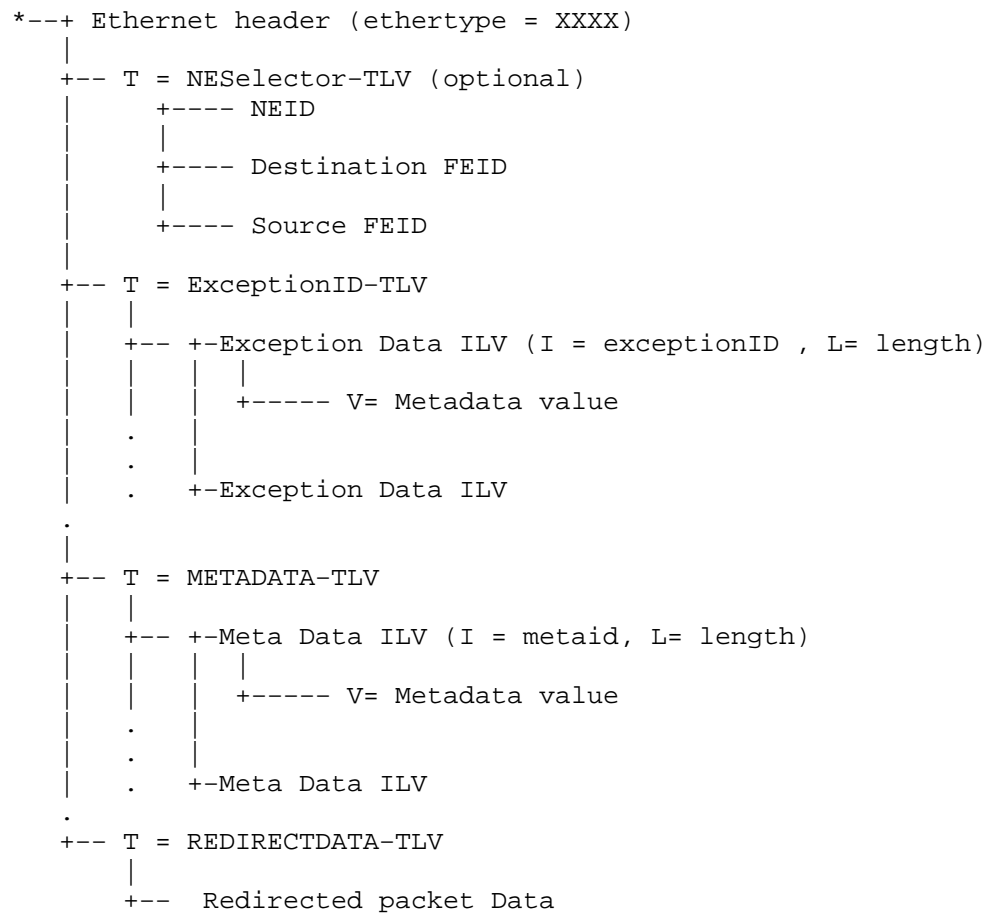 *--+ Ethernet header (ethertype = XXXX)
   |
   +-- T = NESelector-TLV (optional)
   |     +---- NEID
   |     |
   |     +---- Destination FEID
   |     |
   |     +---- Source FEID
   |
   +-- T = ExceptionID-TLV
   |   |
   |   +-- +-Exception Data ILV (I = exceptionID , L= length)
   |   |   |  |
   |   |   |  +----- V= Metadata value
   |   .   |
   |   .   |
   |   .   +-Exception Data ILV
   .
   |
   +-- T = METADATA-TLV
   |   |
   |   +-- +-Meta Data ILV (I = metaid, L= length)
   |   |   |  |
   |   |   |  +----- V= Metadata value
   |   .   |
   |   .   |
   |   .   +-Meta Data ILV
   .
   +-- T = REDIRECTDATA-TLV
       |
       +--  Redirected packet Data